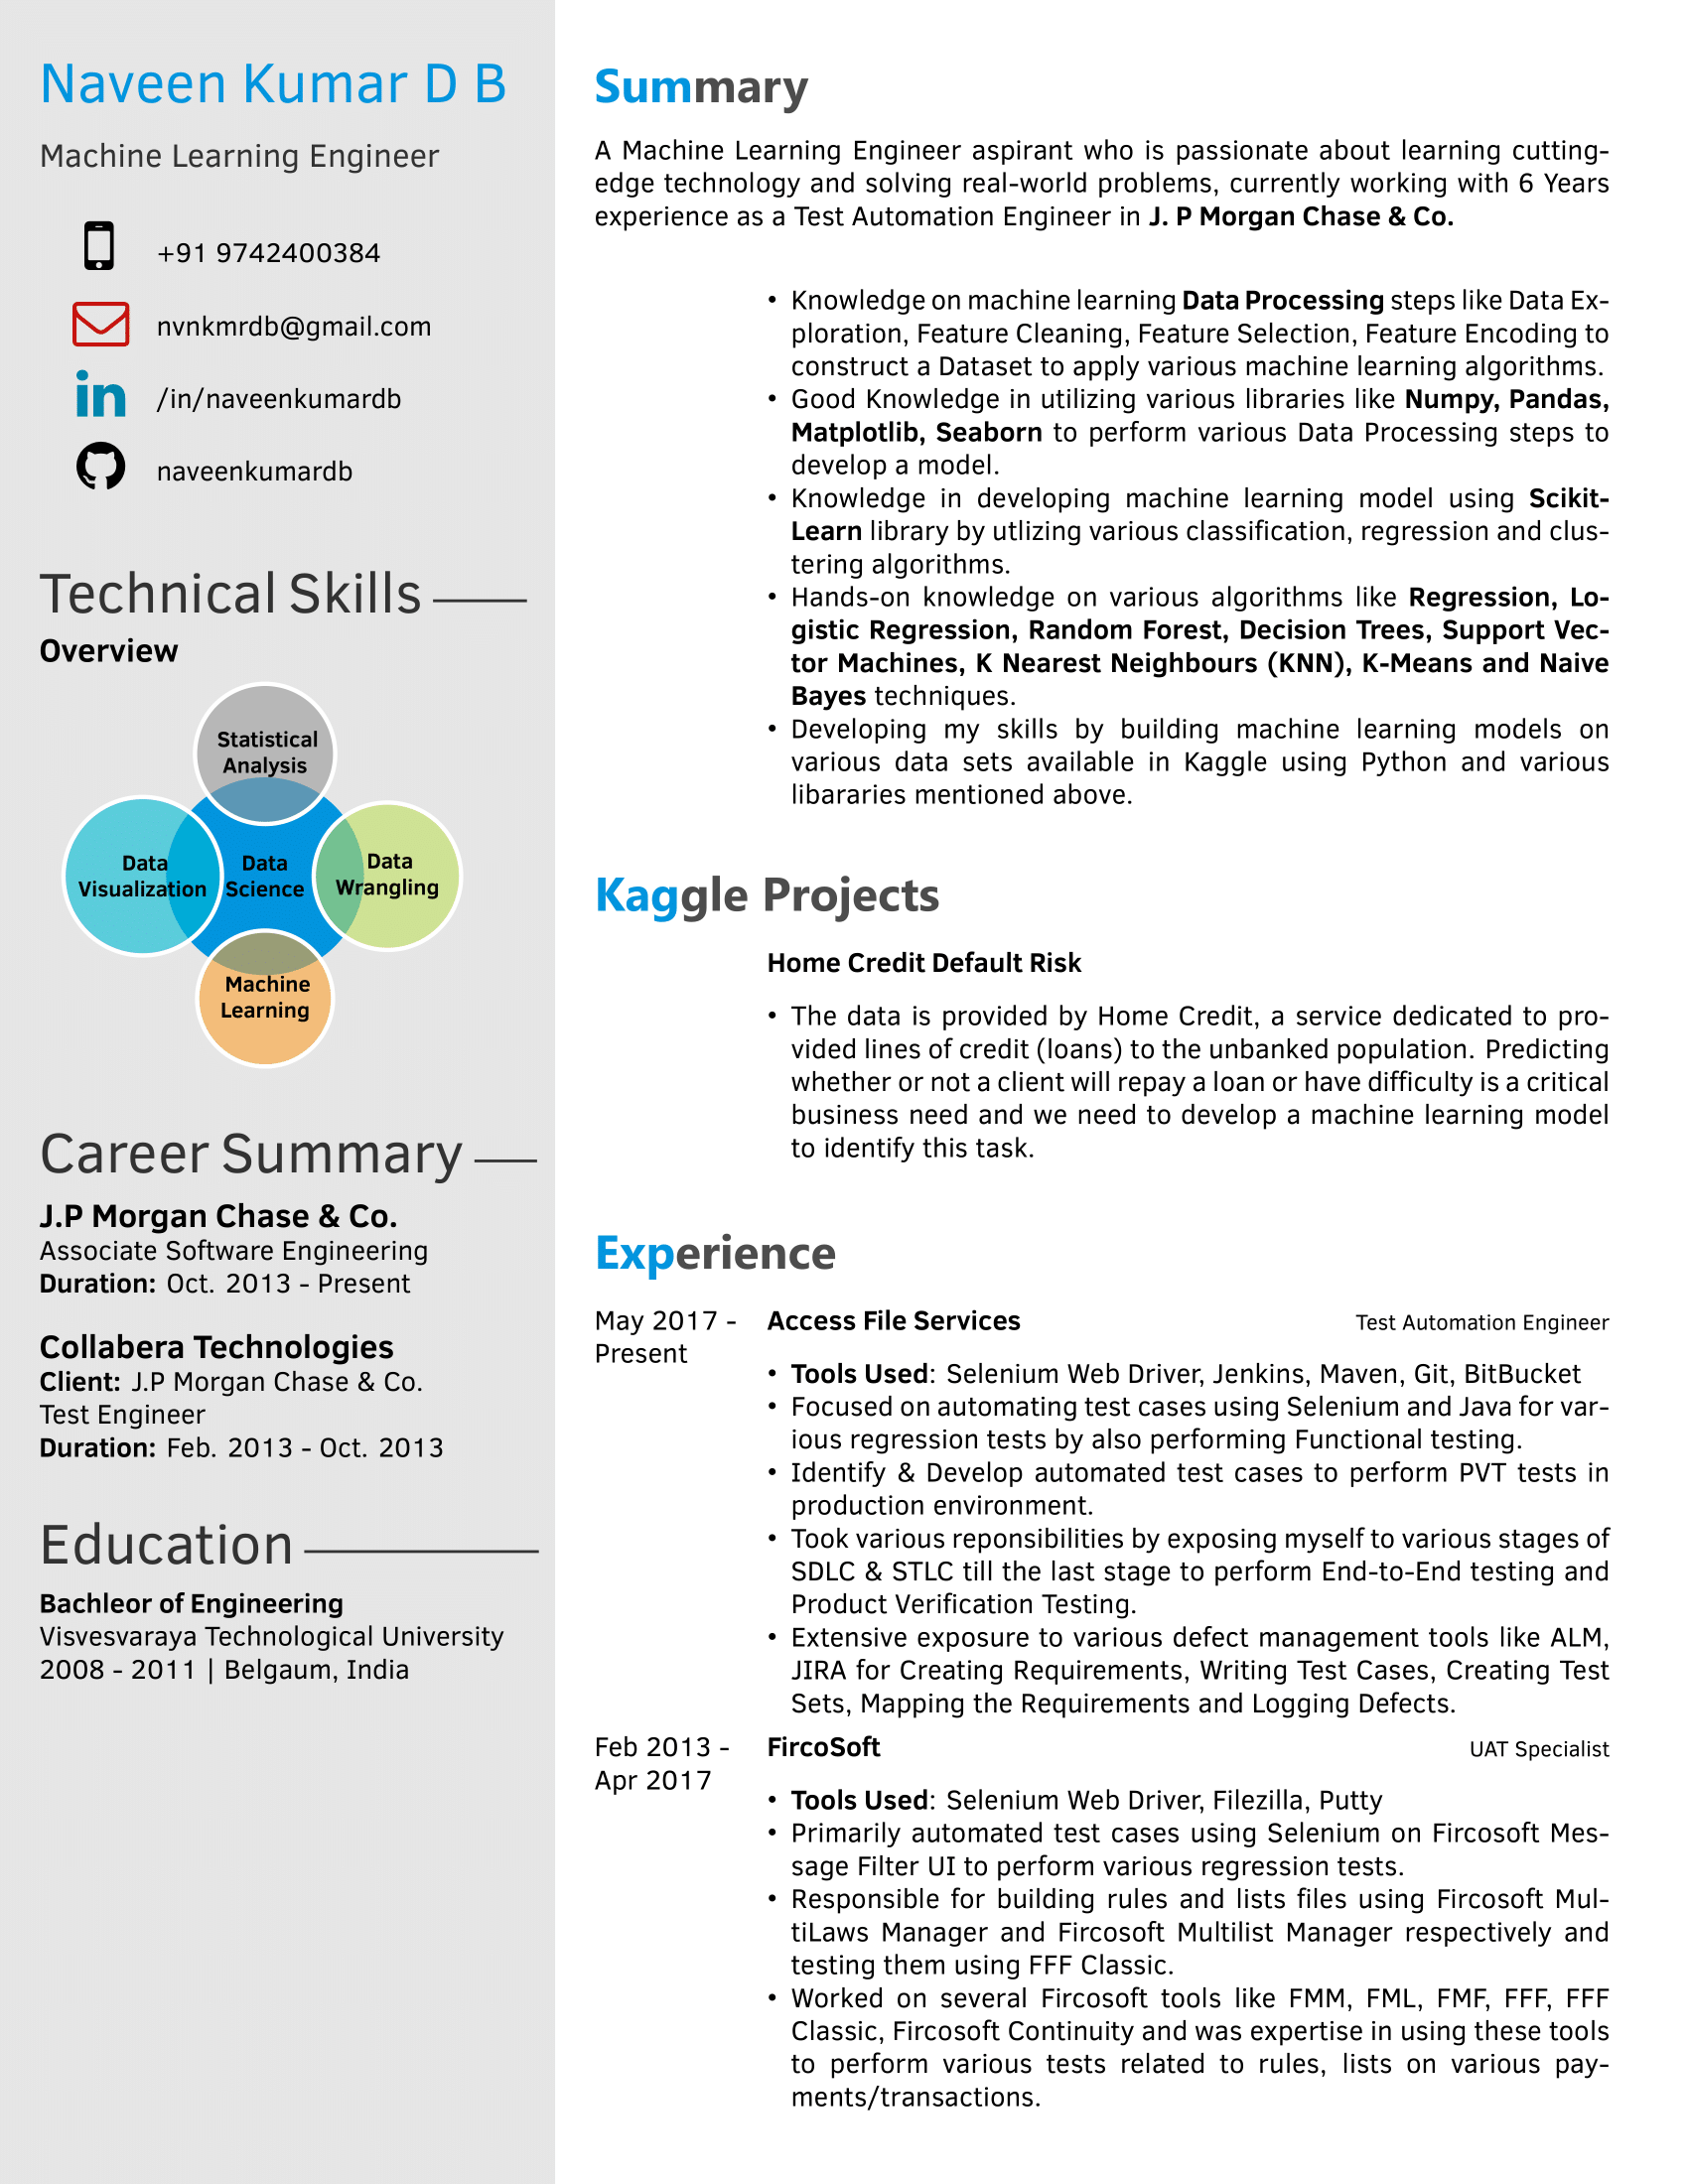 Naveen Kumar D B
Machine Learning Engineer
+91 9742400384
nvnkmrdb@gmail.com
/in/naveenkumardb
naveenkumardb
Technical Skills
Overview
Statistical
Analysis
Data
Visualization
Data
Science
Data
Wrangling
Machine
Learning
Career Summary
J.P Morgan Chase & Co.
Associate Software Engineering
Duration: Oct. 2013 - Present
Collabera Technologies
Client: J.P Morgan Chase & Co.
Test Engineer
Duration: Feb. 2013 - Oct. 2013
Education
Bachleor of Engineering
Visvesvaraya Technological University
2008 - 2011 | Belgaum, India
Summary
A Machine Learning Engineer aspirant who is passionate about learning cutting-
edge technology and solving real-world problems, currently working with 6 Years
experience as a Test Automation Engineer in J. P Morgan Chase & Co.
• Knowledge on machine learning Data Processing steps like Data Ex-
ploration, Feature Cleaning, Feature Selection, Feature Encoding to
construct a Dataset to apply various machine learning algorithms.
• Good Knowledge in utilizing various libraries like Numpy, Pandas,
Matplotlib, Seaborn to perform various Data Processing steps to
develop a model.
• Knowledge in developing machine learning model using Scikit-
Learn library by utlizing various classification, regression and clus-
tering algorithms.
• Hands-on knowledge on various algorithms like Regression, Lo-
gistic Regression, Random Forest, Decision Trees, Support Vec-
tor Machines, K Nearest Neighbours (KNN), K-Means and Naive
Bayes techniques.
• Developing my skills by building machine learning models on
various data sets available in Kaggle using Python and various
libararies mentioned above.
Kaggle Projects
Home Credit Default Risk
• The data is provided by Home Credit, a service dedicated to pro-
vided lines of credit (loans) to the unbanked population. Predicting
whether or not a client will repay a loan or have difficulty is a critical
business need and we need to develop a machine learning model
to identify this task.
Experience
May 2017 -
Present
Access File Services
Test Automation Engineer
• Tools Used: Selenium Web Driver, Jenkins, Maven, Git, BitBucket
• Focused on automating test cases using Selenium and Java for var-
ious regression tests by also performing Functional testing.
• Identify & Develop automated test cases to perform PVT tests in
production environment.
• Took various reponsibilities by exposing myself to various stages of
SDLC & STLC till the last stage to perform End-to-End testing and
Product Verification Testing.
• Extensive exposure to various defect management tools like ALM,
JIRA for Creating Requirements, Writing Test Cases, Creating Test
Sets, Mapping the Requirements and Logging Defects.
Feb 2013 -
Apr 2017
FircoSoft
UAT Specialist
• Tools Used: Selenium Web Driver, Filezilla, Putty
• Primarily automated test cases using Selenium on Fircosoft Mes-
sage Filter UI to perform various regression tests.
• Responsible for building rules and lists files using Fircosoft Mul-
tiLaws Manager and Fircosoft Multilist Manager respectively and
testing them using FFF Classic.
• Worked on several Fircosoft tools like FMM, FML, FMF, FFF, FFF
Classic, Fircosoft Continuity and was expertise in using these tools
to perform various tests related to rules, lists on various pay-
ments/transactions.